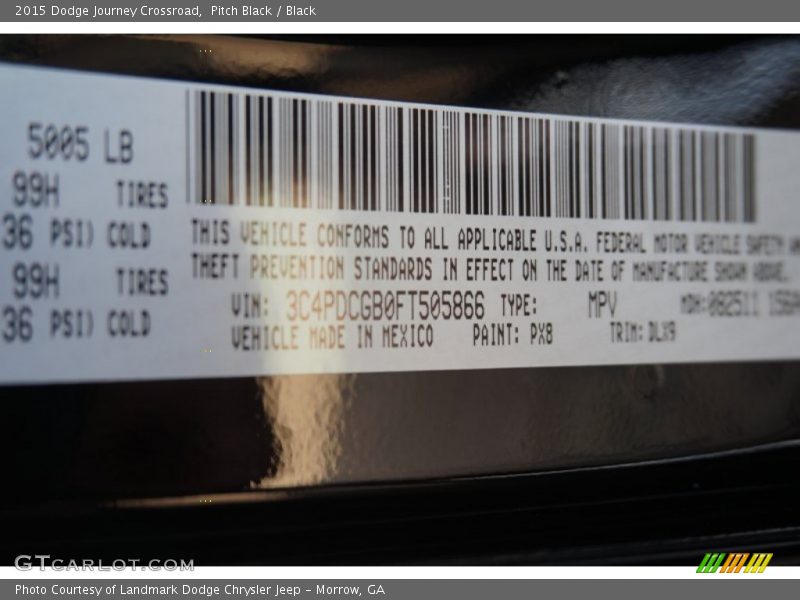 2015 Dodge Journey Crossroad, Pitch Black / Black
5005 LB
99H TIRES
36 PSI) COLD
99H TIRES
36 PSI) COLD
THIS VEHICLE CONFORMS TO ALL APPLICABLE U.S.A. FEDERAL MOTOR VEHICLE SAFETY
THEFT PREVENTION STANDARDS IN EFFECT ON THE DATE OF MANUFACTURE SHOWN ABOVE.
VIN: 3C4PDCGB0FT505866 TYPE: MPV MDH:
VEHICLE MADE IN MEXICO PAINT: PX8 TRIM: DLX9
GTCARLOT.COM
Photo Courtesy of Landmark Dodge Chrysler Jeep – Morrow, GA